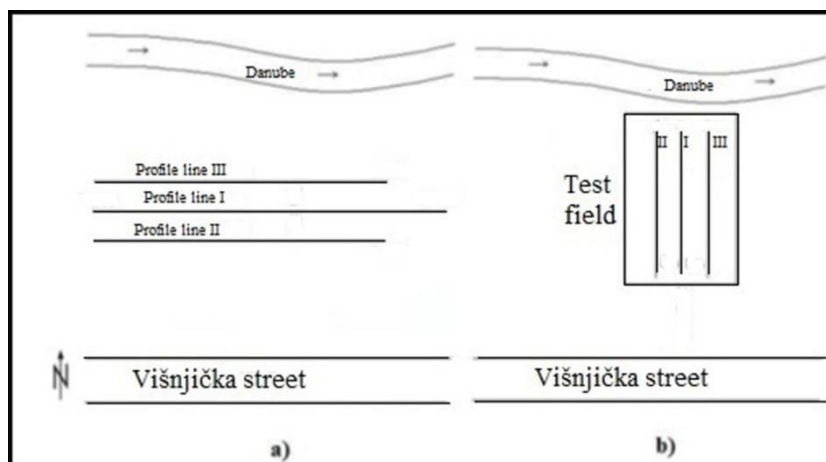 Danube
Profile line III
Profile line I
Profile line II
N
Višnjička street
a)
Danube
II I III
Test
field
Višnjička street
b)